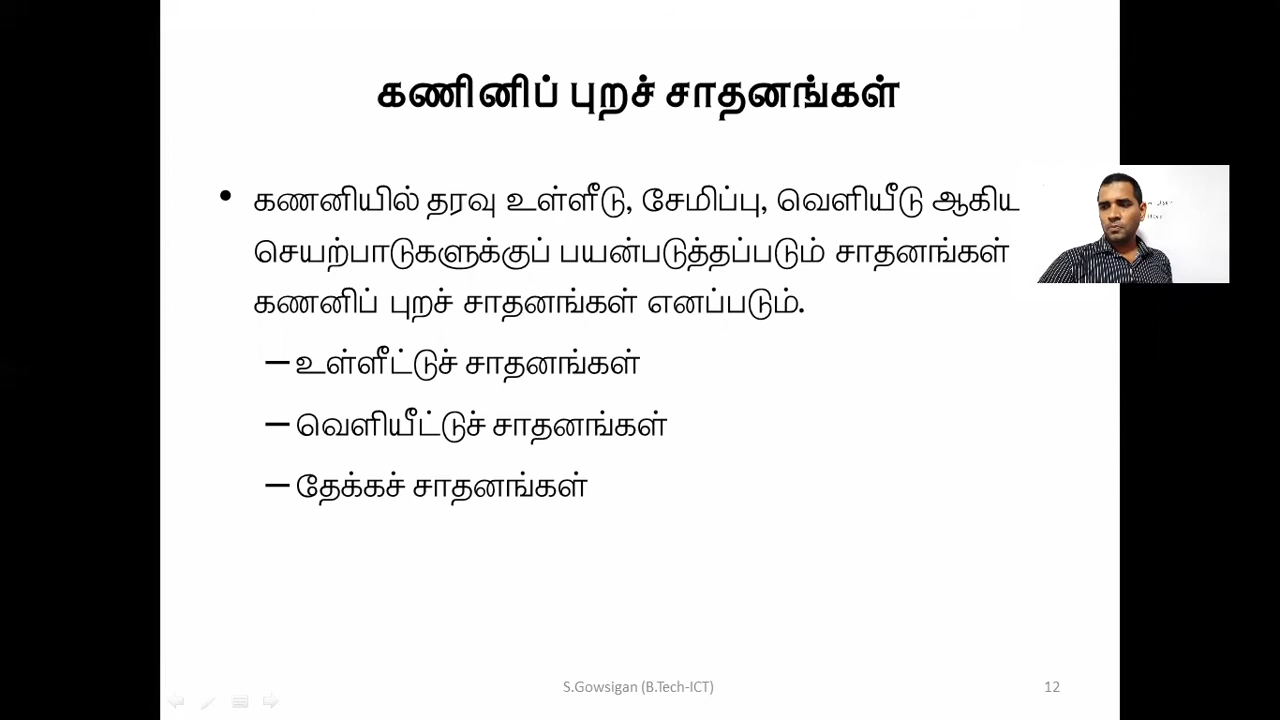 கணினிப் புறச் சாதனங்கள்
• கணனியில் தரவு உள்ளீடு, சேமிப்பு, வெளியீடு ஆகிய
செயற்பாடுகளுக்குப் பயன்படுத்தப்படும் சாதனங்கள்
கணனிப் புறச் சாதனங்கள் எனப்படும்.
– உள்ளீட்டுச் சாதனங்கள்
– வெளியீட்டுச் சாதனங்கள்
– தேக்கச் சாதனங்கள்
S.Gowsigan (B.Tech-ICT)
12